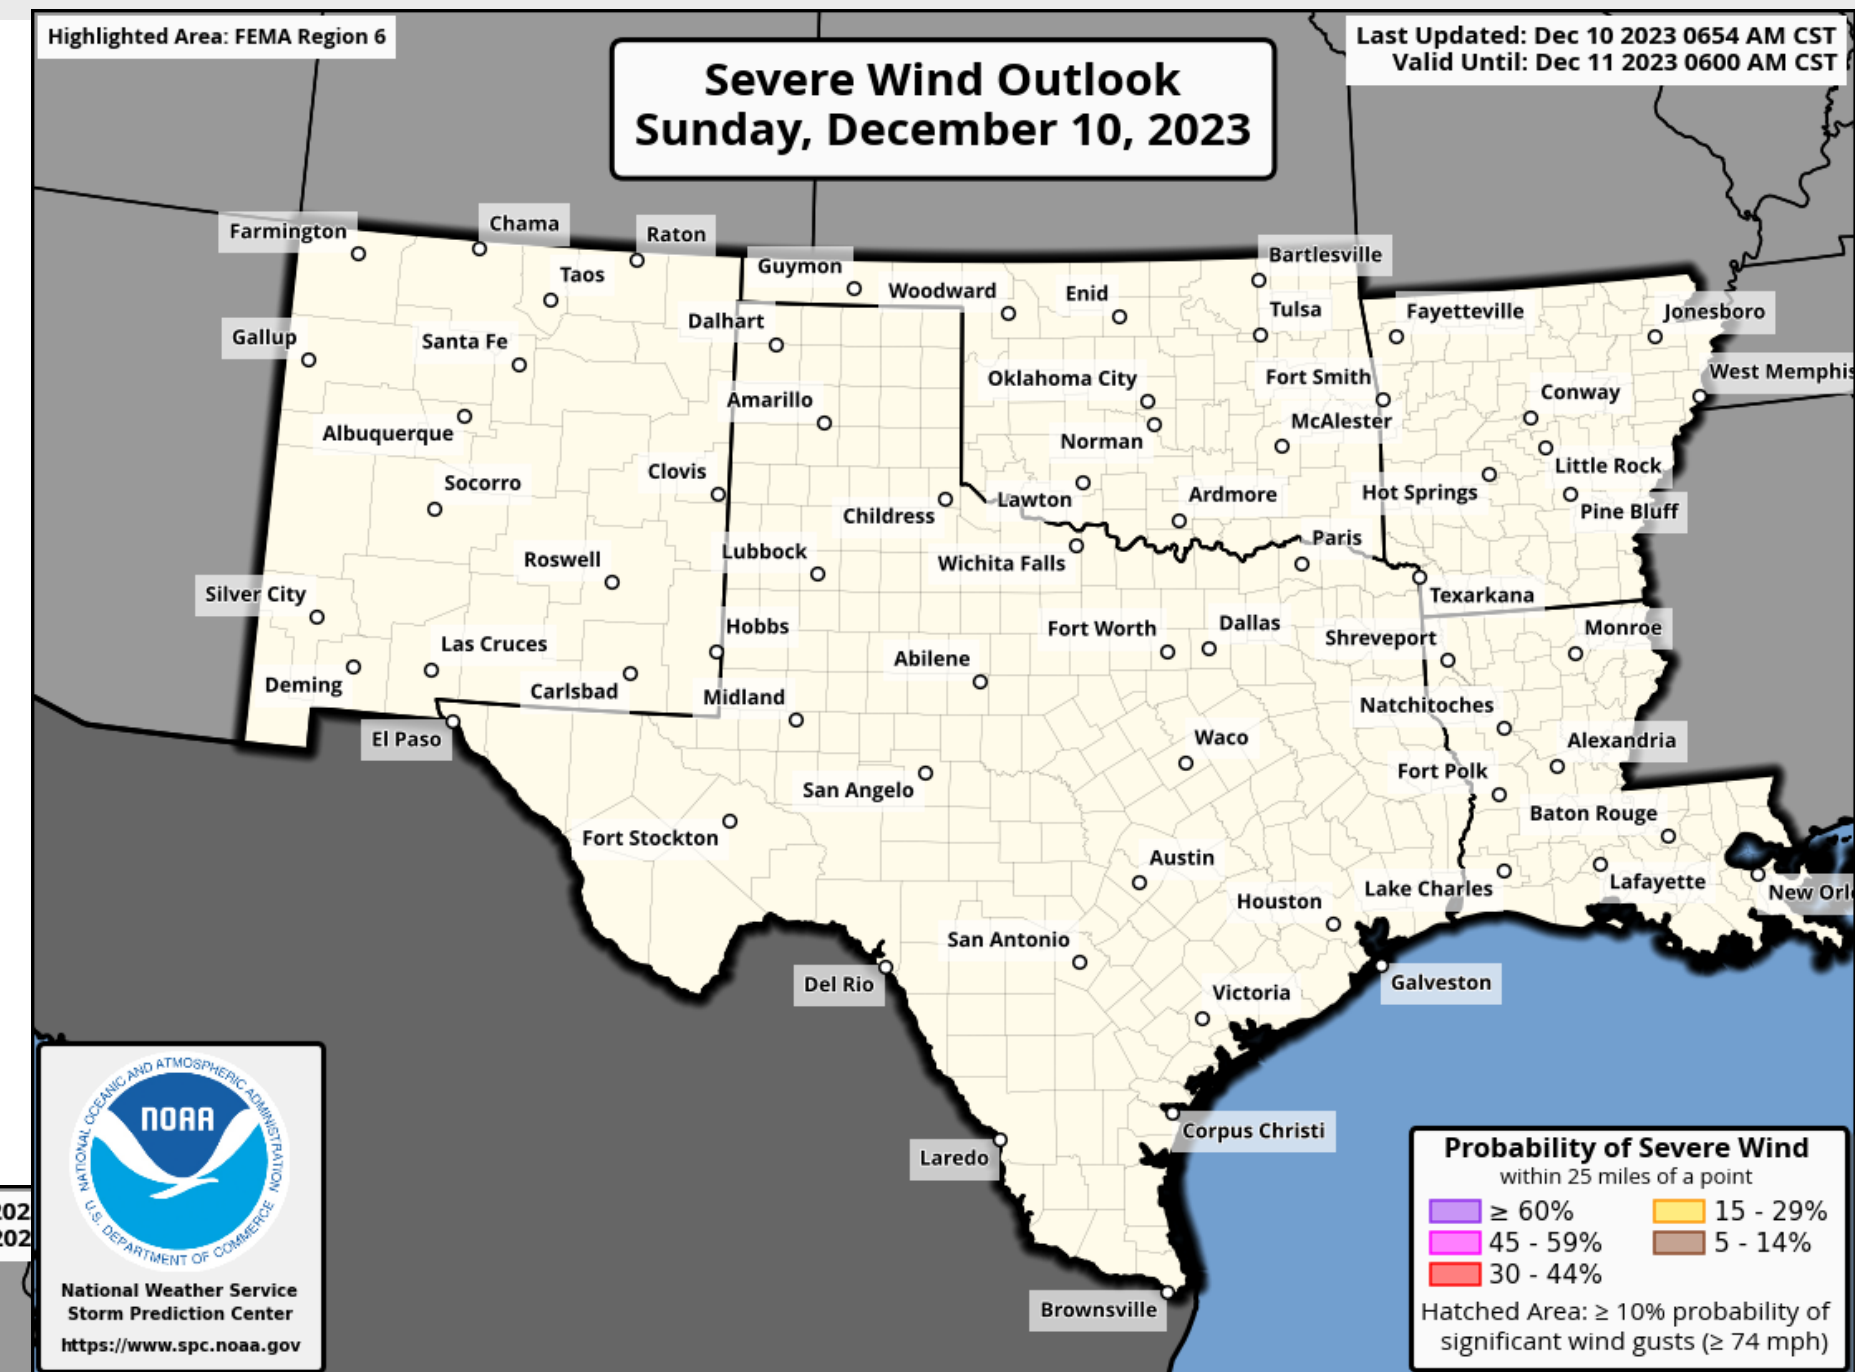 Highlighted Area: FEMA Region 6
Severe Wind Outlook
Sunday, December 10, 2023
Last Updated: Dec 10 2023 0654 AM CST
Valid Until: Dec 11 2023 0600 AM CST
Farmington
Chama
Raton
Taos
Guymon
Woodward
Enid
Bartlesville
Tulsa
Fayetteville
Jonesboro
Gallup
Santa Fe
Dalhart
Oklahoma City
Fort Smith
West Memphis
Amarillo
Conway
Albuquerque
Norman
McAlester
Socorro
Clovis
Little Rock
Childress
Lawton
Ardmore
Hot Springs
Pine Bluff
Roswell
Lubbock
Wichita Falls
Paris
Silver City
Texarkana
Las Cruces
Hobbs
Fort Worth
Dallas
Shreveport
Monroe
Deming
Carlsbad
Midland
Abilene
Natchitoches
El Paso
Waco
Alexandria
San Angelo
Fort Polk
Fort Stockton
Baton Rouge
Austin
Lake Charles
Lafayette
New Orl
Houston
San Antonio
Del Rio
Victoria
Galveston
Corpus Christi
Laredo
Brownsville
202
202
NATIONAL OCEANIC AND ATMOSPHERIC ADMINISTRATION
NOAA
U.S. DEPARTMENT OF COMMERCE
National Weather Service
Storm Prediction Center
https://www.spc.noaa.gov
Probability of Severe Wind
within 25 miles of a point
≥ 60% 15 - 29%
45 - 59% 5 - 14%
30 - 44%
Hatched Area: ≥ 10% probability of
significant wind gusts (≥ 74 mph)